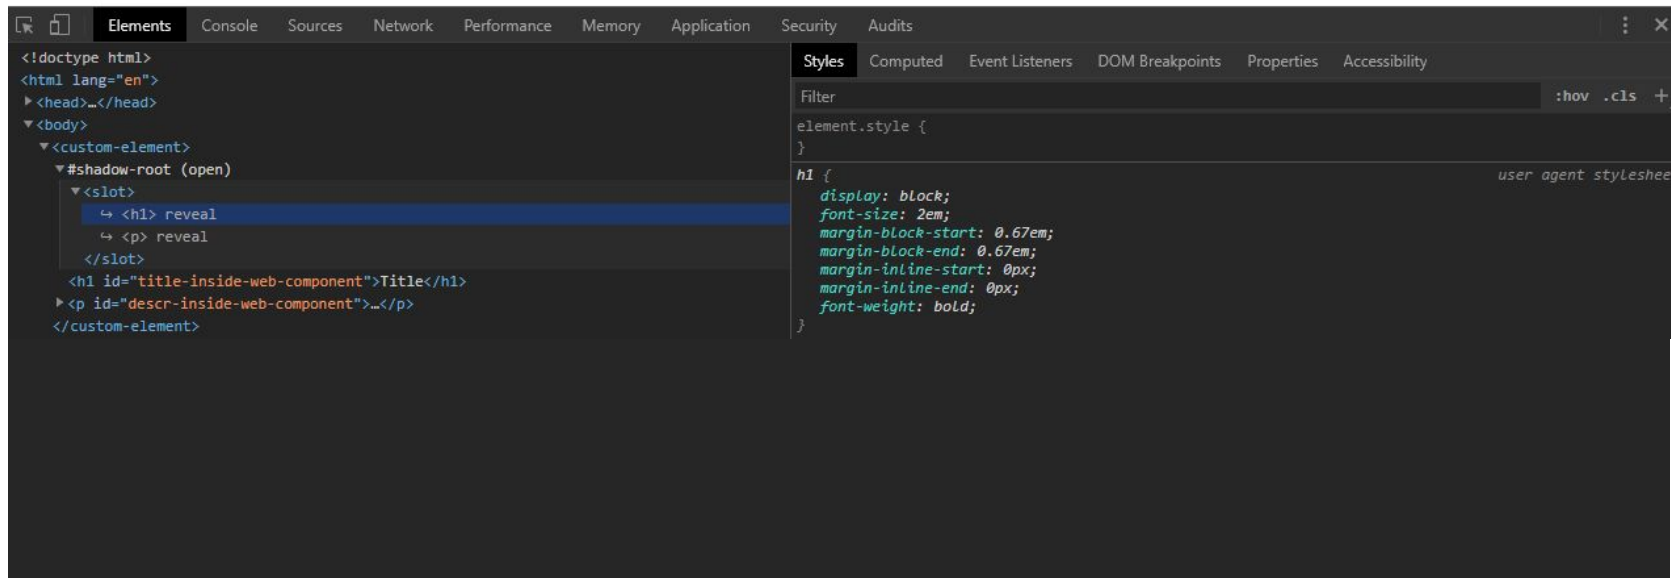 Elements Console Sources Network Performance Memory Application Security Audits
<!doctype html>
<html lang="en">
<head>…</head>
<body>
<custom-element>
#shadow-root (open)
<slot>
↪ <h1> reveal
↪ <p> reveal
</slot>
<h1 id="title-inside-web-component">Title</h1>
<p id="descr-inside-web-component">…</p>
</custom-element>
Styles Computed Event Listeners DOM Breakpoints Properties Accessibility
Filter :hov .cls +
element.style {
}
h1 { user agent styleshee
display: block;
font-size: 2em;
margin-block-start: 0.67em;
margin-block-end: 0.67em;
margin-inline-start: 0px;
margin-inline-end: 0px;
font-weight: bold;
}